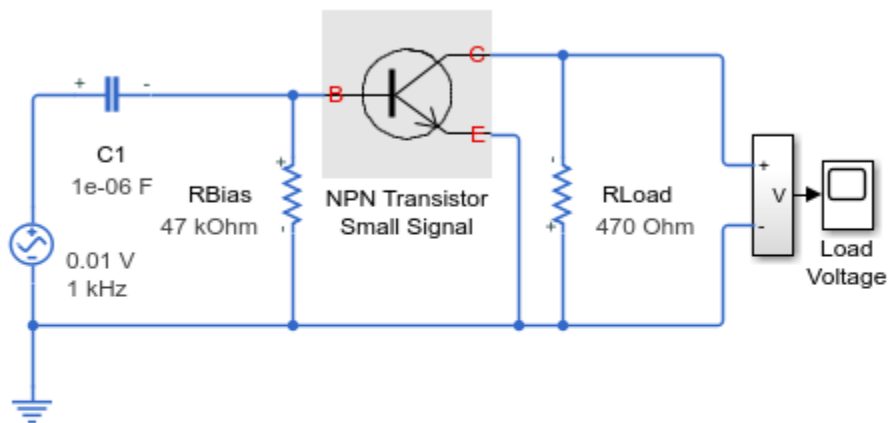 C
+ -
B
E
C1
1e-06 F
+
RBias
47 kOhm
-
NPN Transistor
Small Signal
-
RLoad
470 Ohm
+
+
V
-
Load
Voltage
+
0.01 V
1 kHz